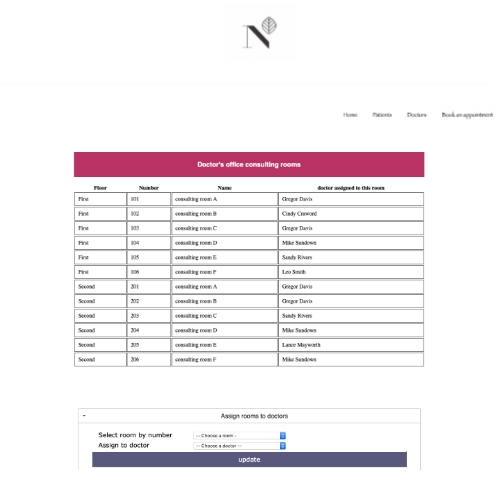 N
Home Patients Doctors Book an appointment
Doctor's office consulting rooms
Floor Number Name doctor assigned to this room
First 101 consulting room A Gregor Davis
First 102 consulting room B Cindy Craword
First 103 consulting room C Gregor Davis
First 104 consulting room D Mike Sundown
First 105 consulting room E Sandy Rivers
First 106 consulting room F Leo Smith
Second 201 consulting room A Gregor Davis
Second 202 consulting room B Gregor Davis
Second 203 consulting room C Sandy Rivers
Second 204 consulting room D Mike Sundown
Second 205 consulting room E Lance Mayworth
Second 206 consulting room F Mike Sundown
- Assign rooms to doctors
Select room by number -- Choose a room -
Assign to doctor -- Choose a doctor --
update